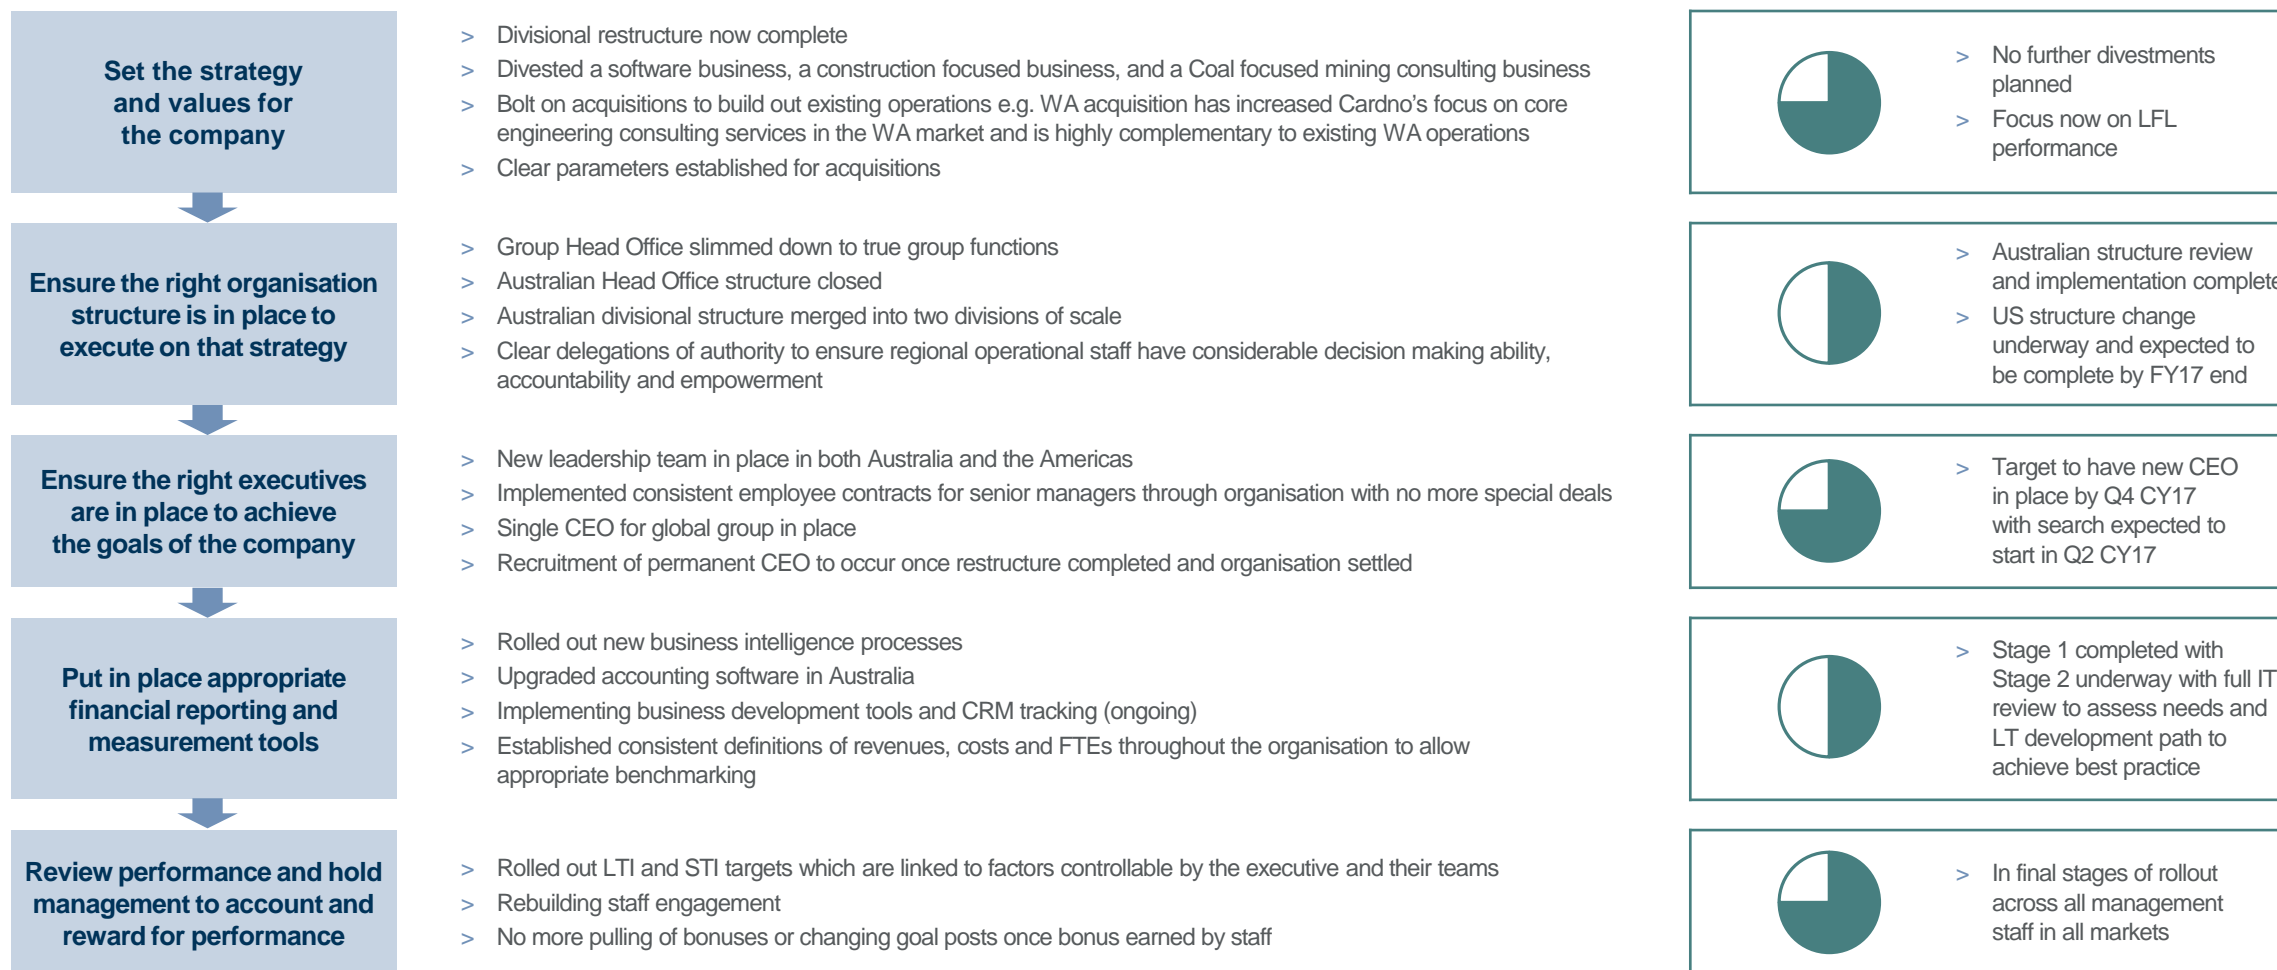 Set the strategy
and values for
the company
> Divisional restructure now complete
> Divested a software business, a construction focused business, and a Coal focused mining consulting business
> Bolt on acquisitions to build out existing operations e.g. WA acquisition has increased Cardno’s focus on core
engineering consulting services in the WA market and is highly complementary to existing WA operations
> Clear parameters established for acquisitions
> No further divestments
planned
> Focus now on LFL
performance
Ensure the right organisation
structure is in place to
execute on that strategy
> Group Head Office slimmed down to true group functions
> Australian Head Office structure closed
> Australian divisional structure merged into two divisions of scale
> Clear delegations of authority to ensure regional operational staff have considerable decision making ability,
accountability and empowerment
> Australian structure review
and implementation complete
> US structure change
underway and expected to
be complete by FY17 end
Ensure the right executives
are in place to achieve
the goals of the company
> New leadership team in place in both Australia and the Americas
> Implemented consistent employee contracts for senior managers through organisation with no more special deals
> Single CEO for global group in place
> Recruitment of permanent CEO to occur once restructure completed and organisation settled
> Target to have new CEO
in place by Q4 CY17
with search expected to
start in Q2 CY17
Put in place appropriate
financial reporting and
measurement tools
> Rolled out new business intelligence processes
> Upgraded accounting software in Australia
> Implementing business development tools and CRM tracking (ongoing)
> Established consistent definitions of revenues, costs and FTEs throughout the organisation to allow
appropriate benchmarking
> Stage 1 completed with
Stage 2 underway with full IT
review to assess needs and
LT development path to
achieve best practice
Review performance and hold
management to account and
reward for performance
> Rolled out LTI and STI targets which are linked to factors controllable by the executive and their teams
> Rebuilding staff engagement
> No more pulling of bonuses or changing goal posts once bonus earned by staff
> In final stages of rollout
across all management
staff in all markets